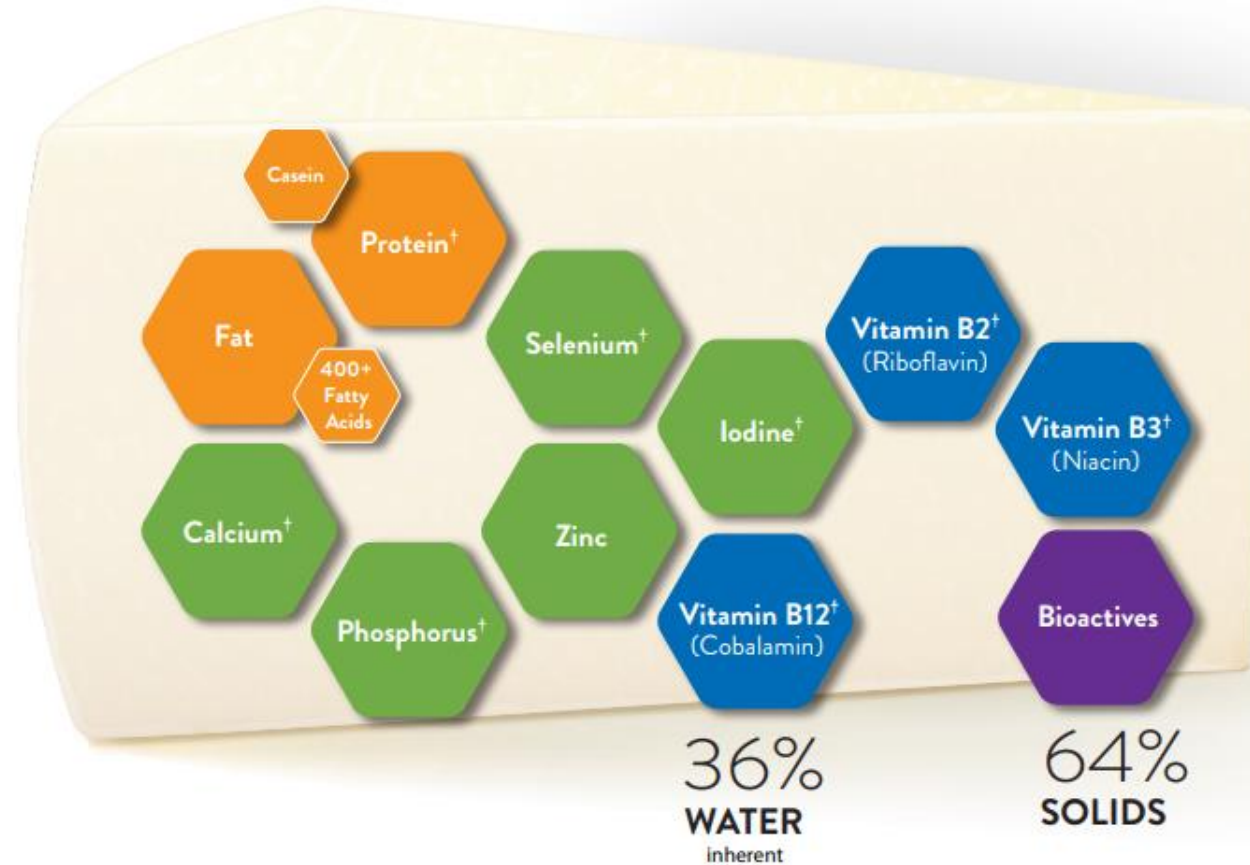 Casein
Protein†
Fat
400+
Fatty
Acids
Selenium†
Vitamin B2†
(Riboflavin)
Iodine†
Vitamin B3†
(Niacin)
Calcium†
Zinc
Phosphorus†
Vitamin B12†
(Cobalamin)
Bioactives
36%
WATER
inherent
64%
SOLIDS